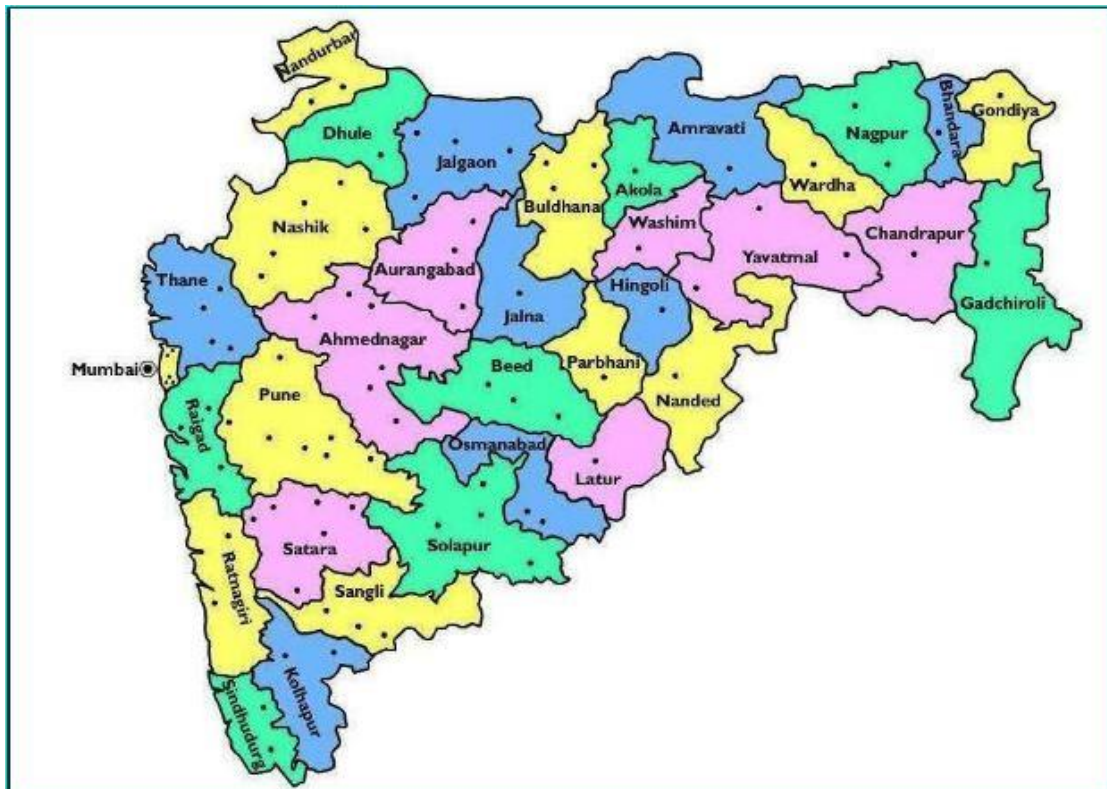 Nandurbar
Dhule
Jalgaon
Buldhana
Akola
Amravati
Wardha
Nagpur
Bhandara
Gondiya
Nashik
Aurangabad
Washim
Yavatmal
Chandrapur
Gadchiroli
Thane
Ahmednagar
Jalna
Hingoli
Mumbai
Pune
Beed
Parbhani
Nanded
Raigad
Osmanabad
Latur
Satara
Solapur
Ratnagiri
Sangli
Kolhapur
Sindhudurg